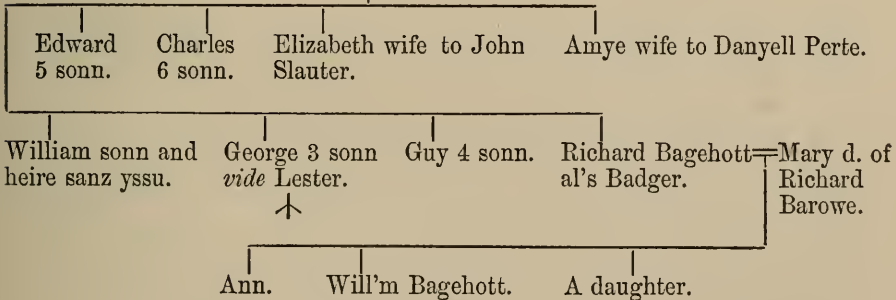 Edward Charles Elizabeth wife to John Amye wife to Danyell Perte.
5 sonn. 6 sonn. Slauter.
William sonn and George 3 sonn Guy 4 sonn. Richard Bagehott Mary d. of
heire sanz yssu. vide Lester. al's Badger. Richard
Barowe.
Ann. Will'm Bagehott. A daughter.